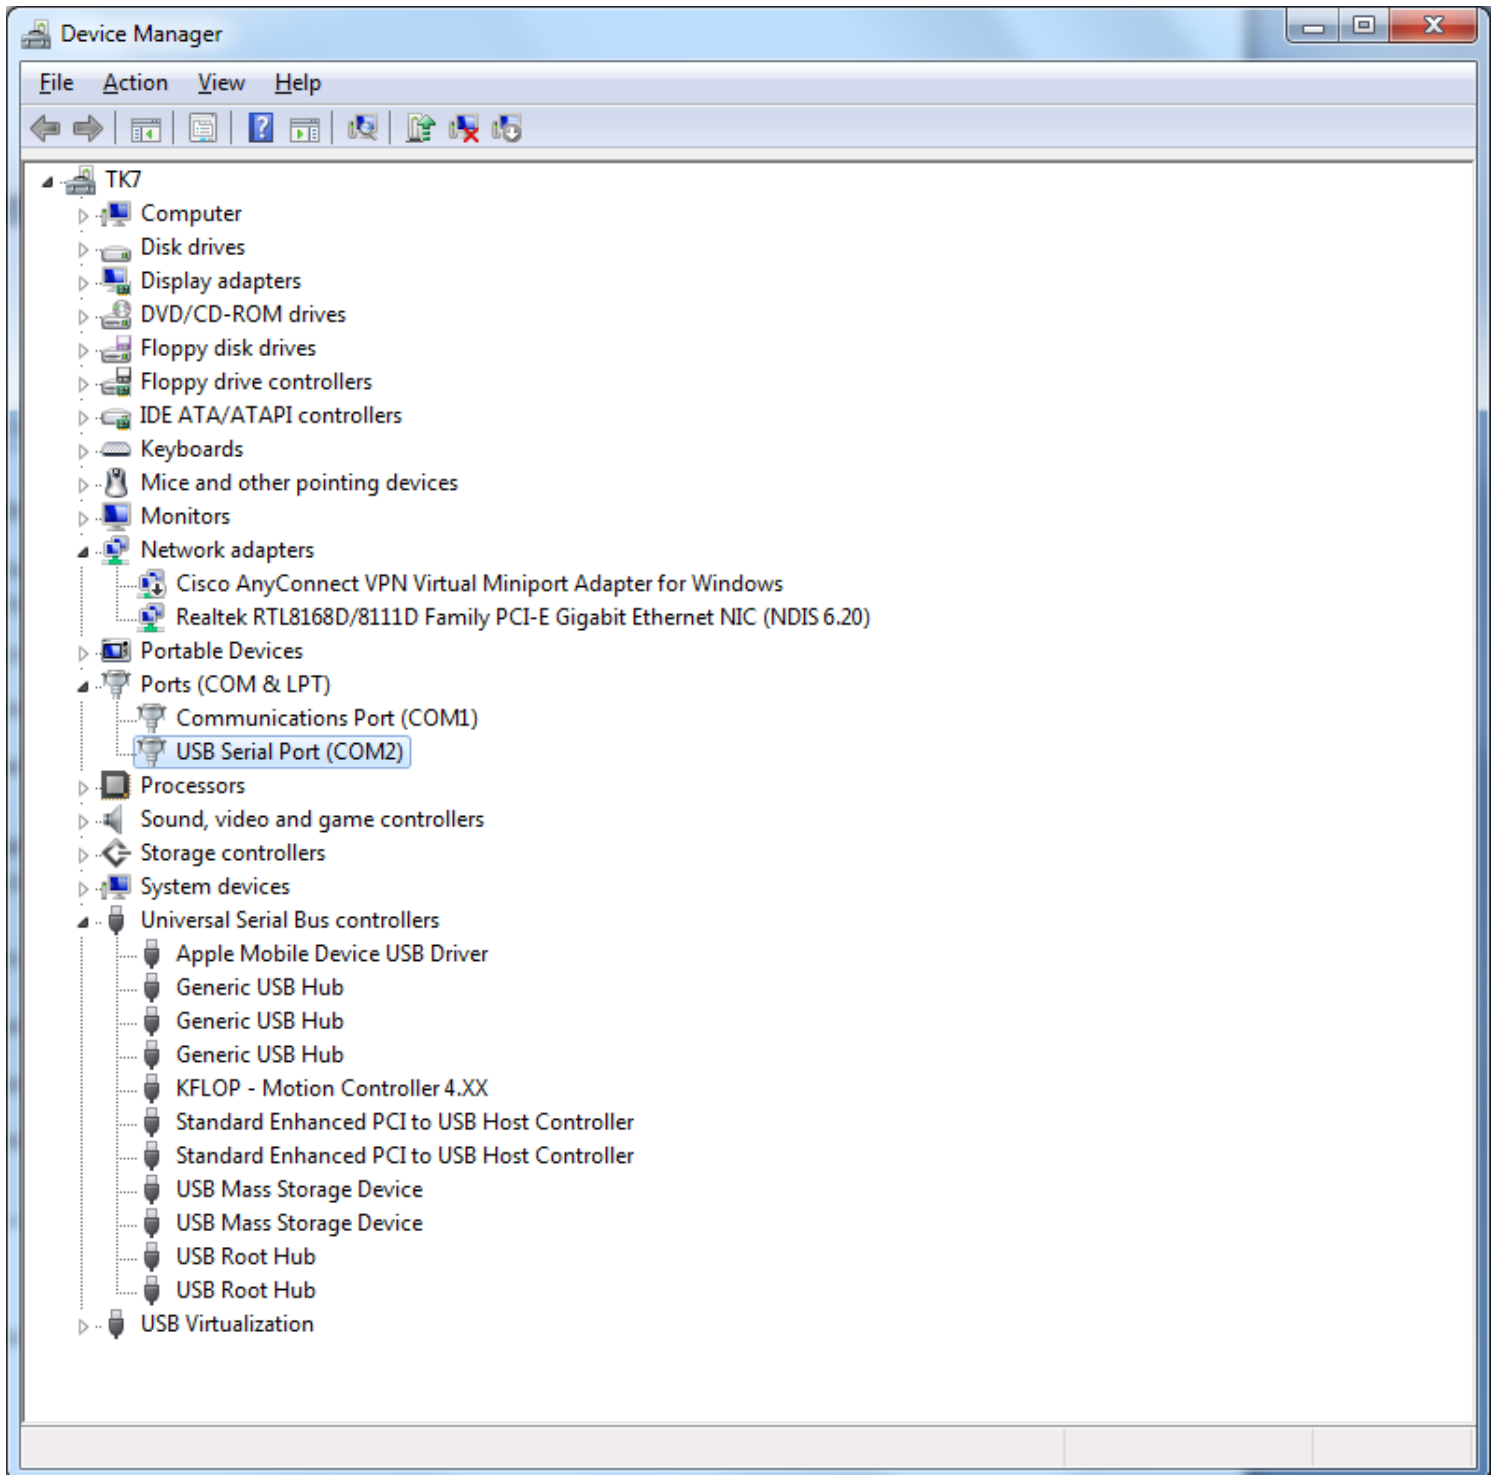 Device Manager
File Action View Help
TK7
Computer
Disk drives
Display adapters
DVD/CD-ROM drives
Floppy disk drives
Floppy drive controllers
IDE ATA/ATAPI controllers
Keyboards
Mice and other pointing devices
Monitors
Network adapters
Cisco AnyConnect VPN Virtual Miniport Adapter for Windows
Realtek RTL8168D/8111D Family PCI-E Gigabit Ethernet NIC (NDIS 6.20)
Portable Devices
Ports (COM & LPT)
Communications Port (COM1)
USB Serial Port (COM2)
Processors
Sound, video and game controllers
Storage controllers
System devices
Universal Serial Bus controllers
Apple Mobile Device USB Driver
Generic USB Hub
Generic USB Hub
Generic USB Hub
KFLOP - Motion Controller 4.XX
Standard Enhanced PCI to USB Host Controller
Standard Enhanced PCI to USB Host Controller
USB Mass Storage Device
USB Mass Storage Device
USB Root Hub
USB Root Hub
USB Virtualization